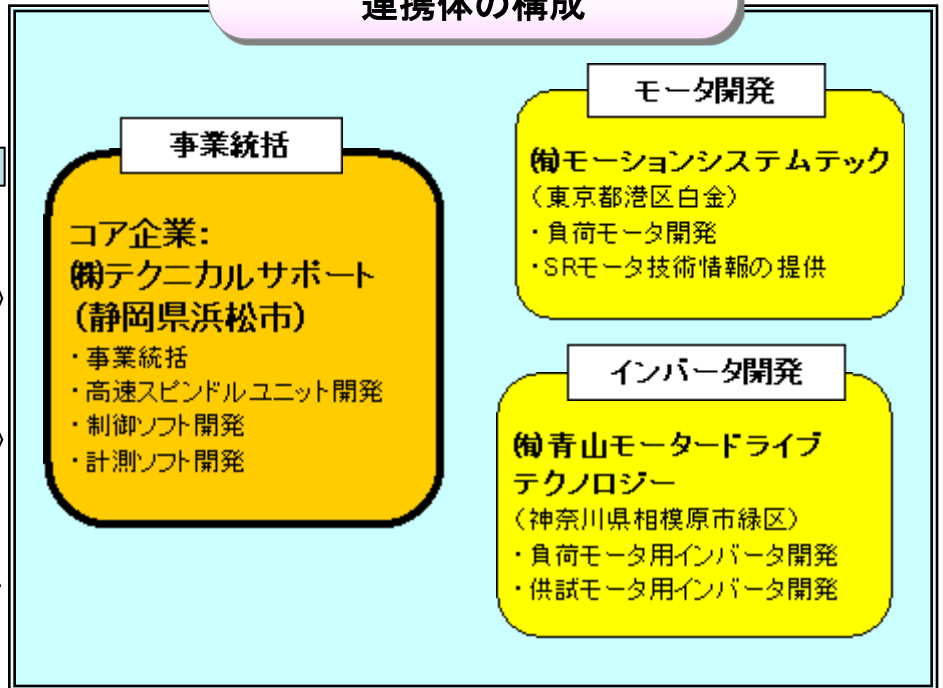 連携体の構成
事業統括
コア企業:
㈱テクニカルサポート
(静岡県浜松市)
・事業統括
・高速スピンドルユニット開発
・制御ソフト開発
・計測ソフト開発
モータ開発
㈲モーションシステムテック
(東京都港区白金)
・負荷モータ開発
・SRモータ技術情報の提供
インバータ開発
㈲青山モータードライブ
テクノロジー
(神奈川県相模原市緑区)
・負荷モータ用インバータ開発
・供試モータ用インバータ開発